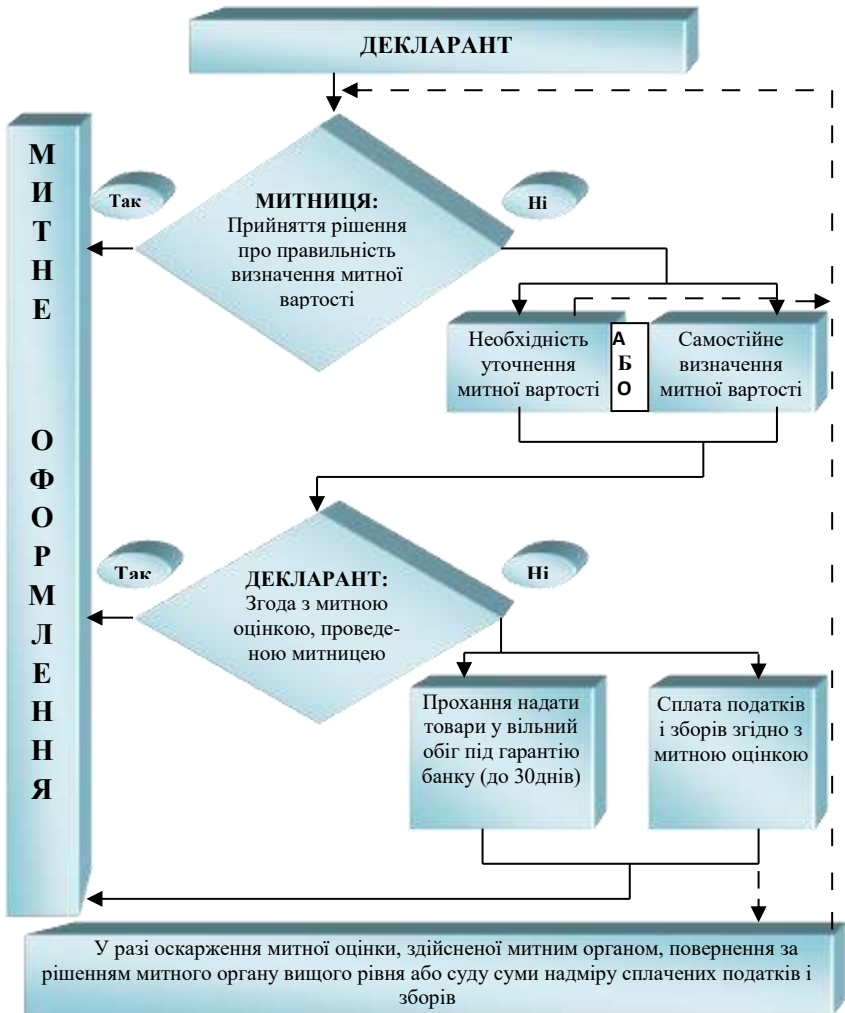 ДЕКЛАРАНТ
МИТНЕ ОФОРМЛЕННЯ
Так
МИТНИЦЯ:
Прийняття рішення
про правильність
визначення митної
вартості
Ні
Необхідність
уточнення
митної вартості
АБО
Самостійне
визначення
митної вартості
Так
ДЕКЛАРАНТ:
Згода з митною
оцінкою, проведе-
ною митницею
Ні
Прохання надати
товари у вільний
обіг під гарантію
банку (до 30днів)
Сплата податків
і зборів згідно з
митною оцінкою
У разі оскарження митної оцінки, здійсненої митним органом, повернення за
рішенням митного органу вищого рівня або суду суми надміру сплачених податків і
зборів